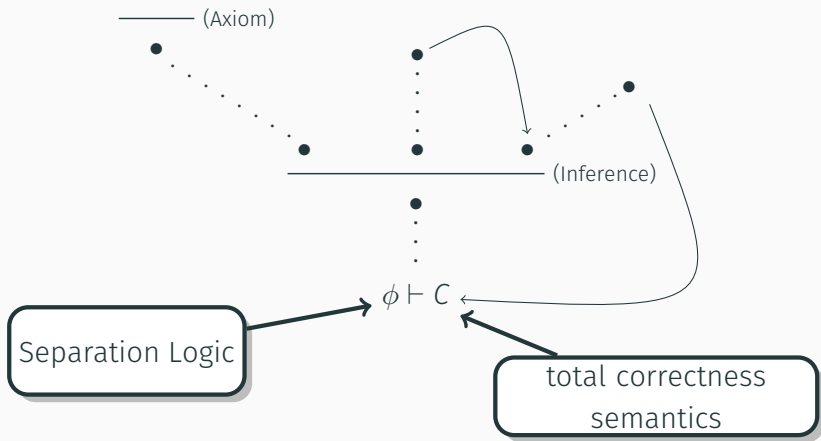 (Axiom)
(Inference)
ϕ ⊢ C
Separation Logic
total correctness
semantics